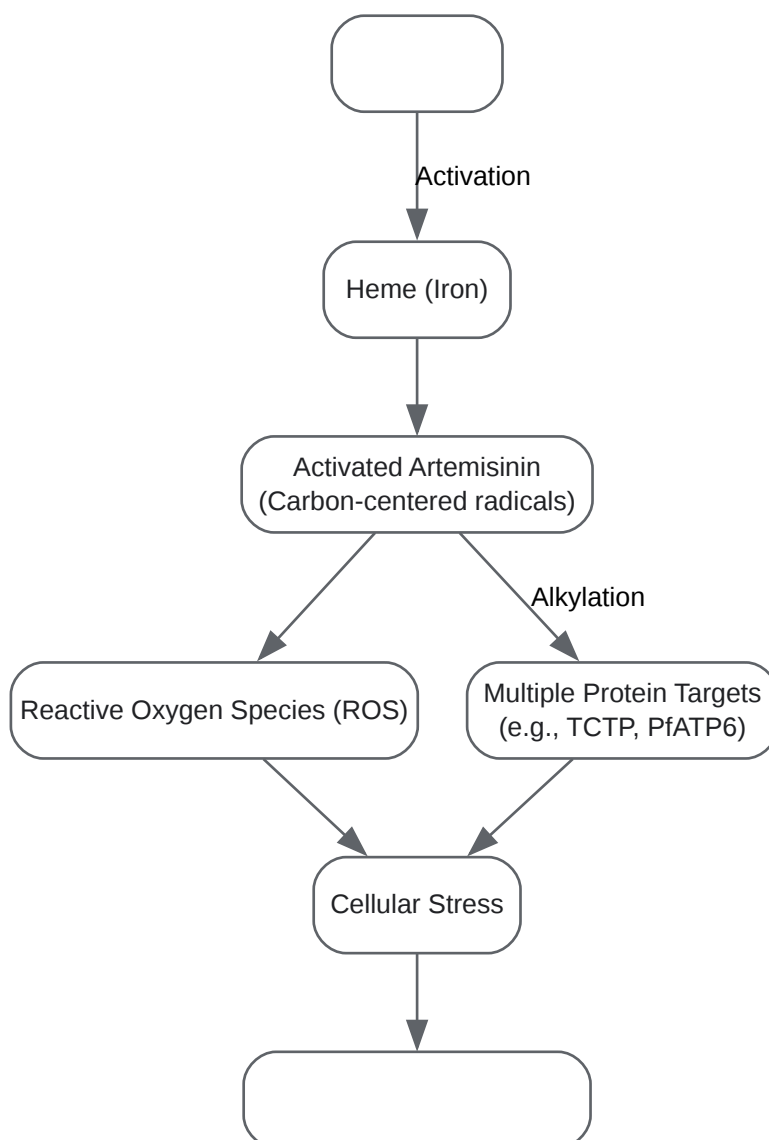 Activation
Heme (Iron)
Activated Artemisinin
(Carbon-centered radicals)
Alkylation
Reactive Oxygen Species (ROS)
Multiple Protein Targets
(e.g., TCTP, PfATP6)
Cellular Stress